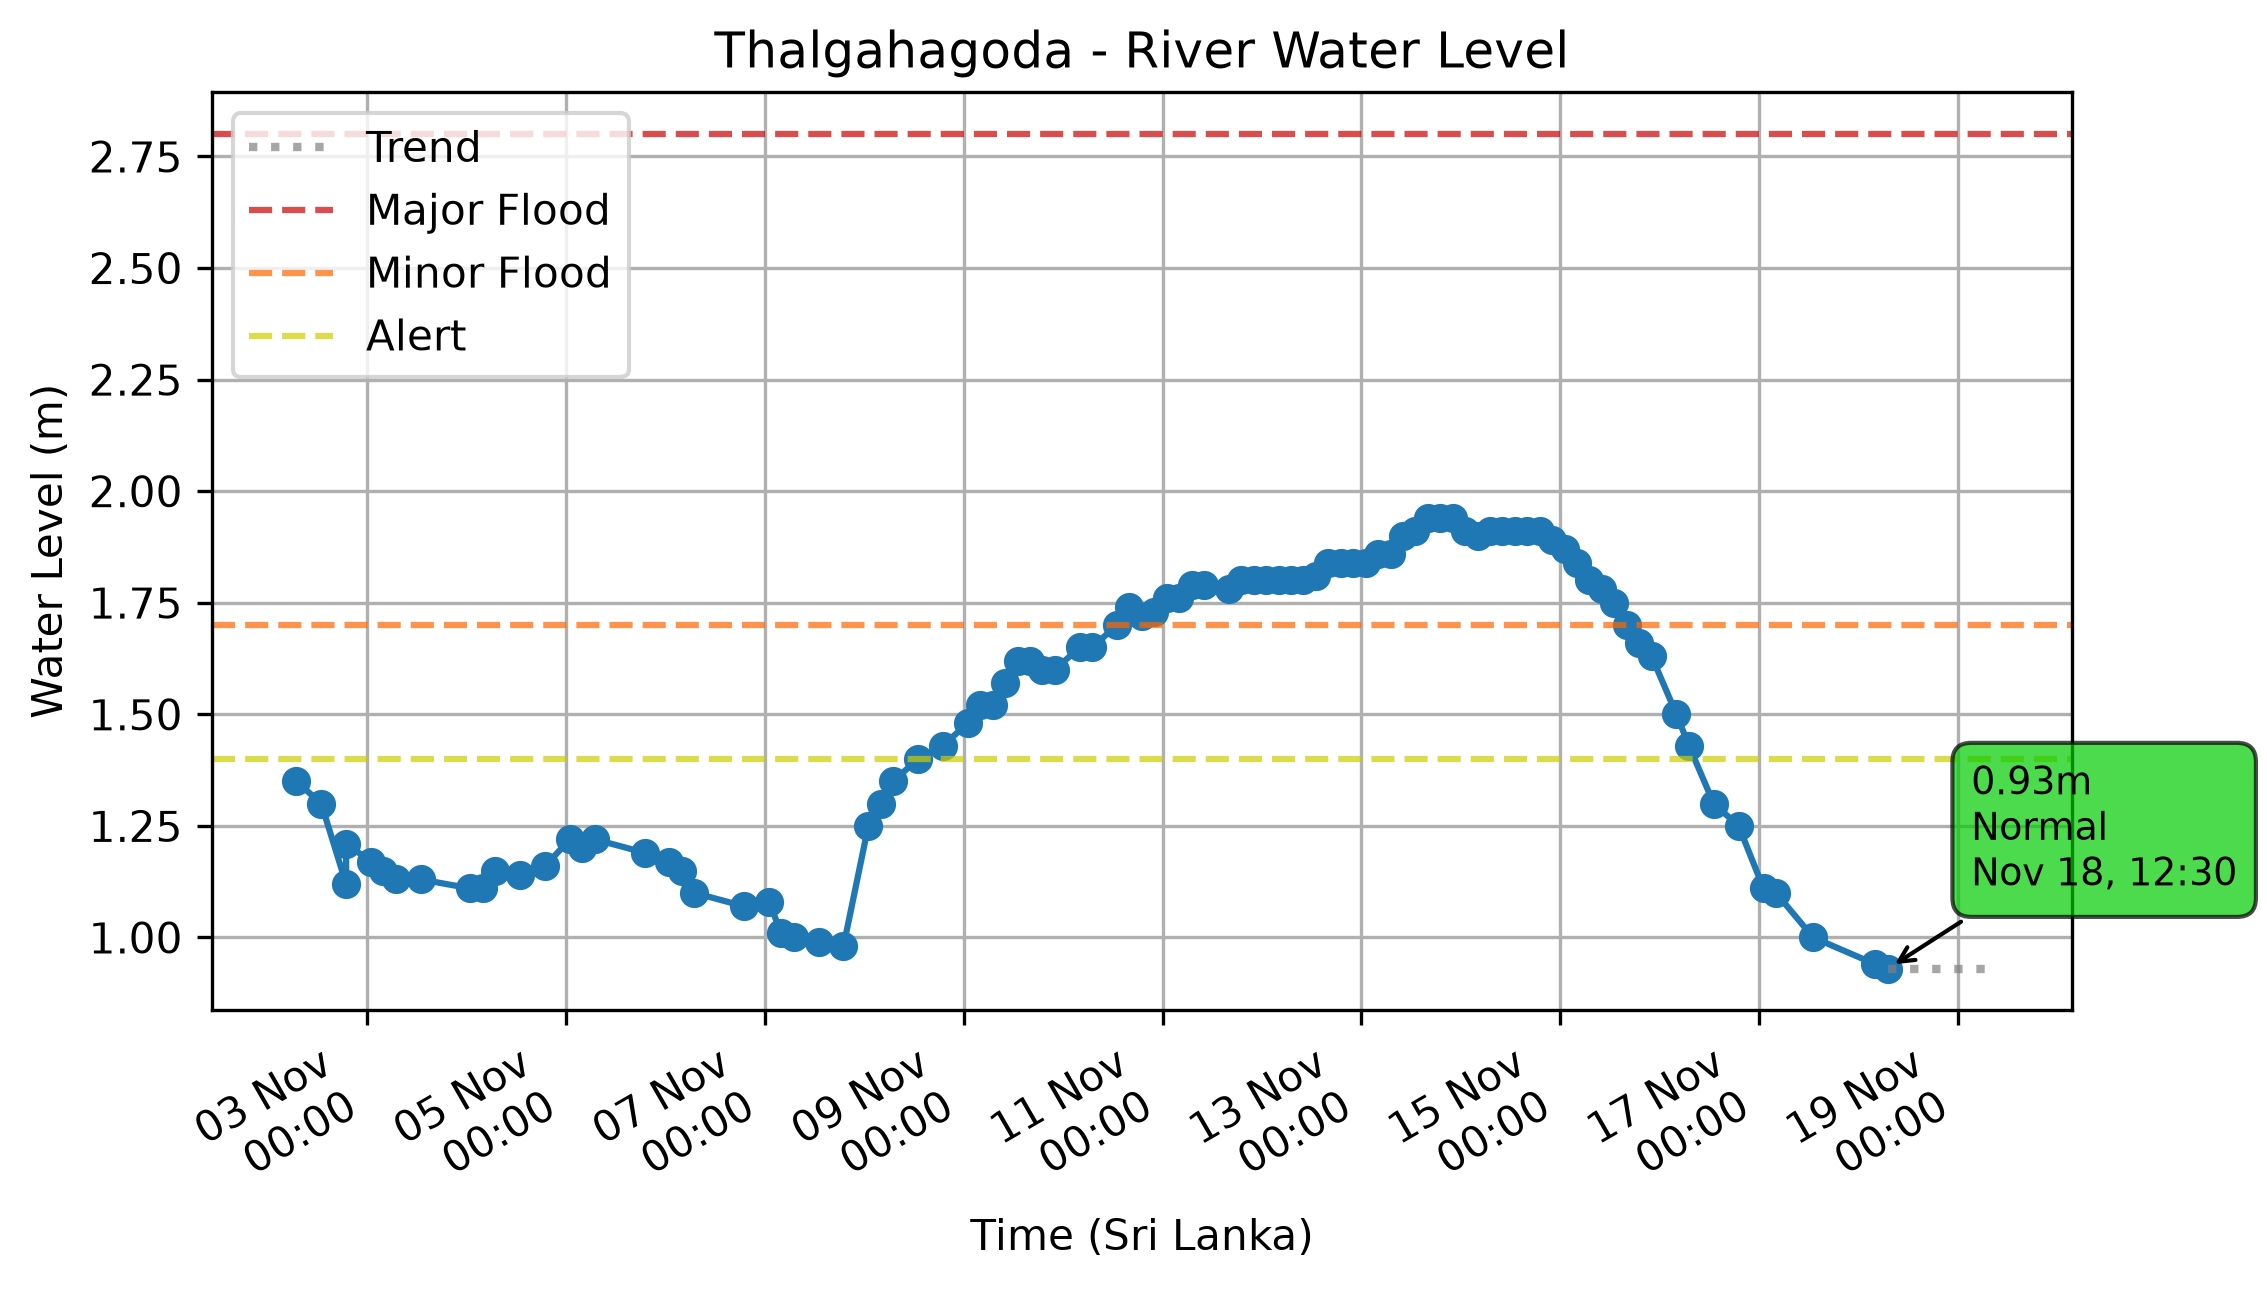 Thalgahagoda - River Water Level
Trend
Major Flood
Minor Flood
Alert
Water Level (m)
2.75
2.50
2.25
2.00
1.75
1.50
1.25
1.00
0.93m
Normal
Nov 18, 12:30
03 Nov
00:00
05 Nov
00:00
07 Nov
00:00
09 Nov
00:00
11 Nov
00:00
13 Nov
00:00
15 Nov
00:00
17 Nov
00:00
19 Nov
00:00
Time (Sri Lanka)